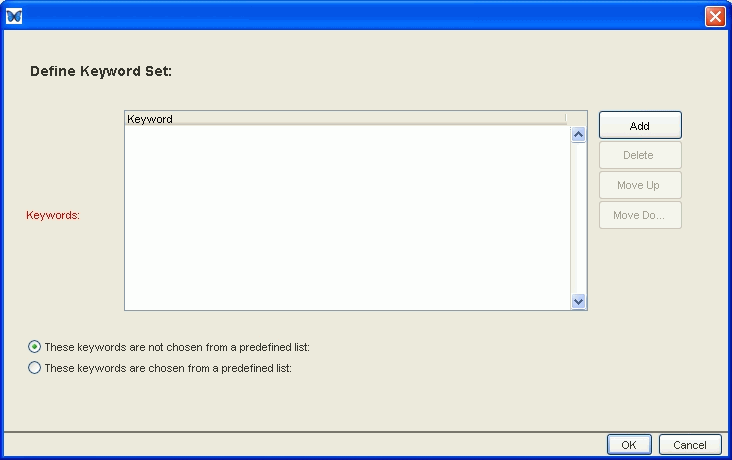 Define Keyword Set:
Keyword
Add
Delete
Move Up
Keywords:
Move Do...
These keywords are not chosen from a predefined list:
These keywords are chosen from a predefined list:
OK
Cancel